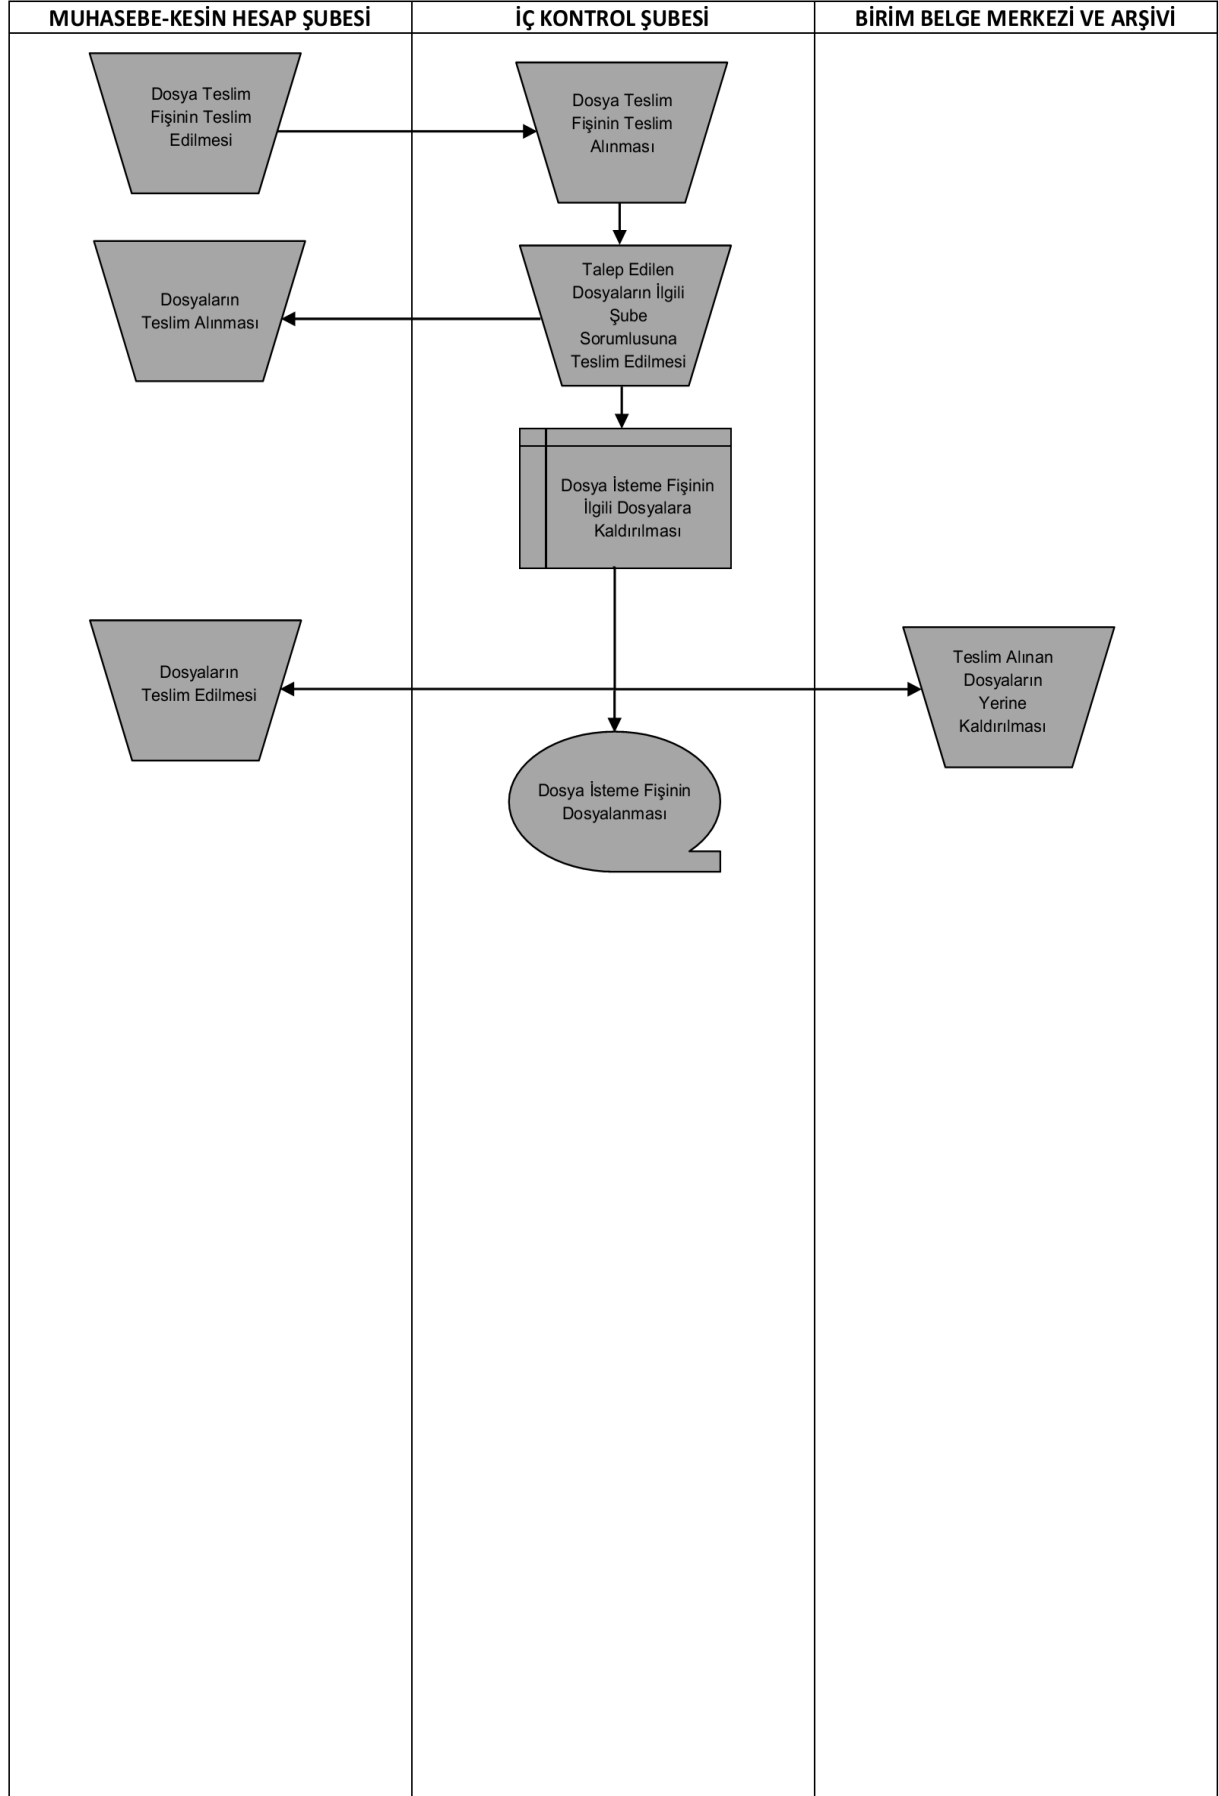 MUHASEBE-KESİN HESAP ŞUBESİ
İÇ KONTROL ŞUBESİ
BİRİM BELGE MERKEZİ VE ARŞİVİ
Dosya Teslim
Fişinin Teslim
Edilmesi
Dosya Teslim
Fişinin Teslim
Alınması
Dosyaların
Teslim Alınması
Talep Edilen
Dosyaların İlgili
Şube
Sorumlusuna
Teslim Edilmesi
Dosya İsteme Fişinin
İlgili Dosyalara
Kaldırılması
Dosyaların
Teslim Edilmesi
Teslim Alınan
Dosyaların
Yerine
Kaldırılması
Dosya İsteme Fişinin
Dosyalanması